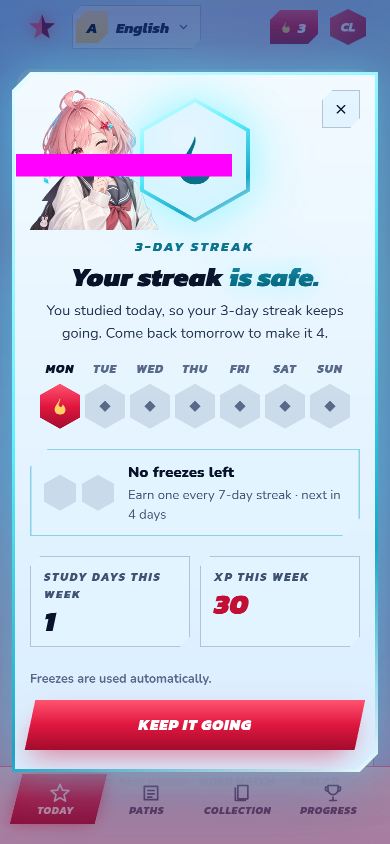 A English 3 CL
×
3-DAY STREAK
Your streak is safe.
You studied today, so your 3-day streak keeps
going. Come back tomorrow to make it 4.
MON TUE WED THU FRI SAT SUN
No freezes left
Earn one every 7-day streak · next in
4 days
STUDY DAYS THIS
WEEK
1
XP THIS WEEK
30
Freezes are used automatically.
KEEP IT GOING
TODAY PATHS COLLECTION PROGRESS